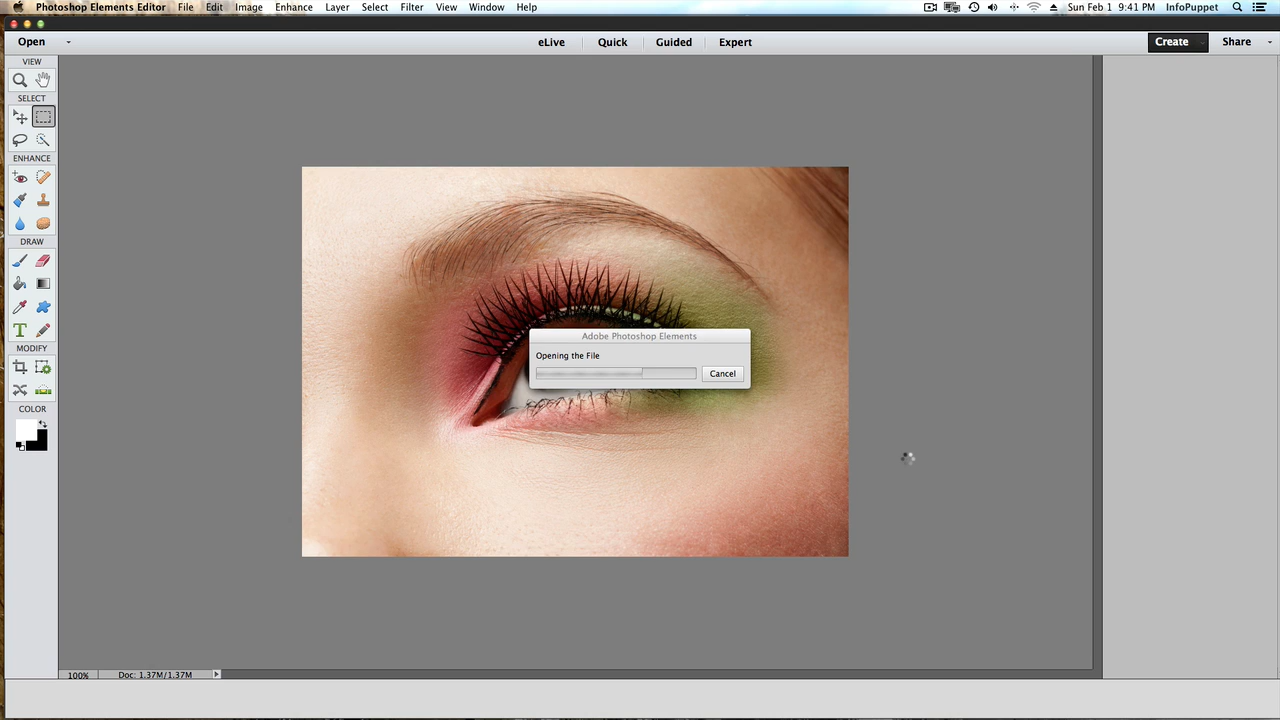 Photoshop Elements Editor File Edit Image Enhance Layer Select Filter View Window Help Sun Feb 1 9:41 PM InfoPuppet
Open eLive Quick Guided Expert Create Share
VIEW
SELECT
ENHANCE
DRAW
T
MODIFY
COLOR
Adobe Photoshop Elements
Opening the File
Cancel
100% Doc: 1.37M/1.37M